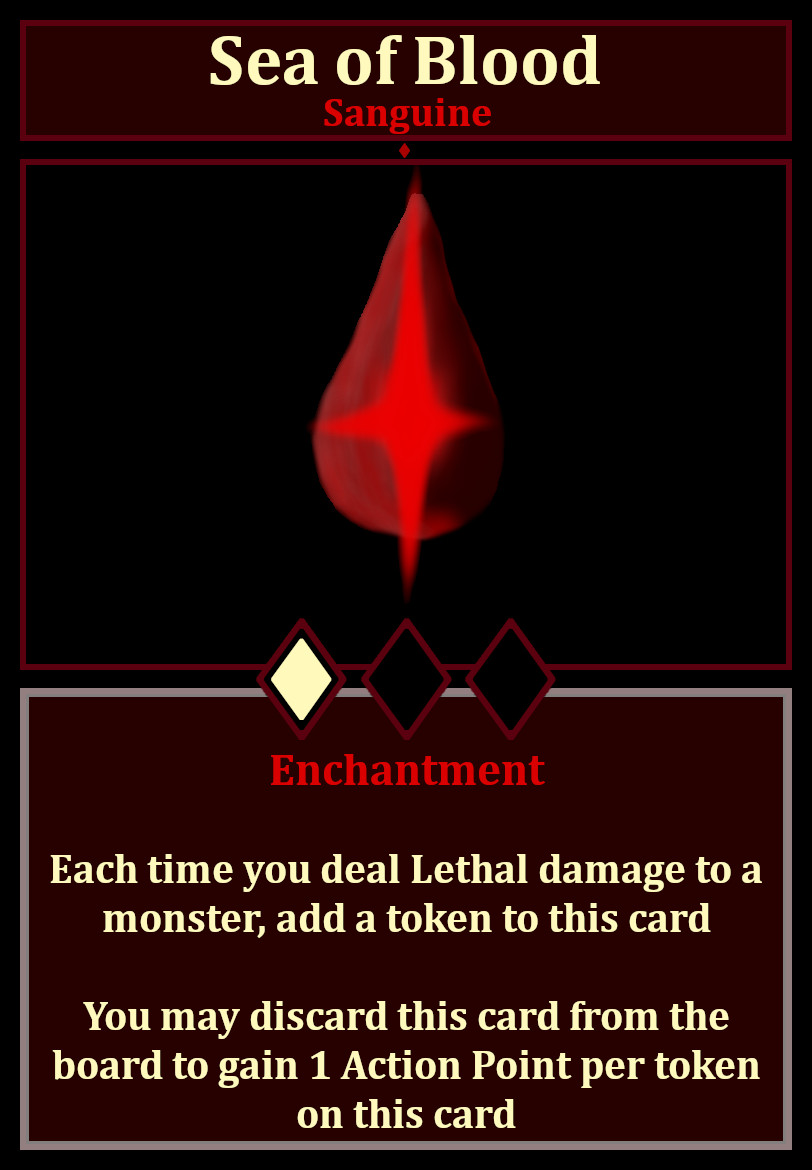 Sea of Blood
Sanguine
Enchantment
Each time you deal Lethal damage to a
monster, add a token to this card
You may discard this card from the
board to gain 1 Action Point per token
on this card